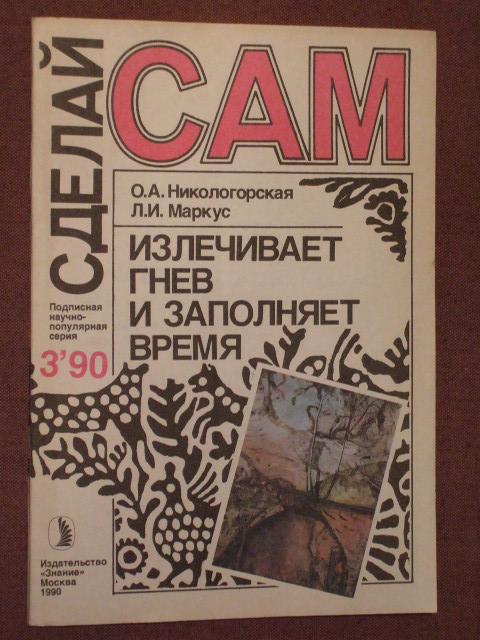 СДЕЛАЙ
САМ
О.А. Никологорская
Л.И. Маркус
ИЗЛЕЧИВАЕТ
ГНЕВ
И ЗАПОЛНЯЕТ
ВРЕМЯ
Подписная
научно-
популярная
серия
3'90
Издательство
«Знание»
Москва
1990